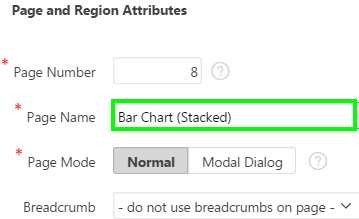 Page and Region Attributes
* Page Number 8 ?
* Page Name Bar Chart (Stacked)
* Page Mode Normal Modal Dialog ?
Breadcrumb - do not use breadcrumbs on page -